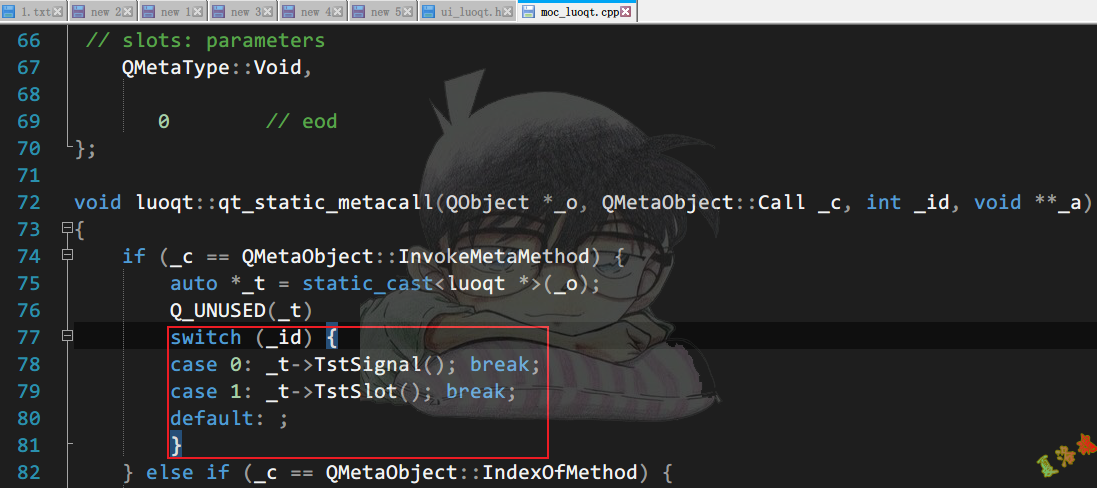 1.txt new 2 new 1 new 3 new 4 new 5 ui_luoqt.h moc_luoqt.cpp
66 // slots: parameters
67 QMetaType::Void,
68
69 0 // eod
70 };
71
72 void luoqt::qt_static_metacall(QObject *_o, QMetaObject::Call _c, int _id, void **_a)
73 {
74 if (_c == QMetaObject::InvokeMetaMethod) {
75 auto *_t = static_cast<luoqt *>(_o);
76 Q_UNUSED(_t)
77 switch (_id) {
78 case 0: _t->TstSignal(); break;
79 case 1: _t->TstSlot(); break;
80 default: ;
81 }
82 } else if (_c == QMetaObject::IndexOfMethod) {